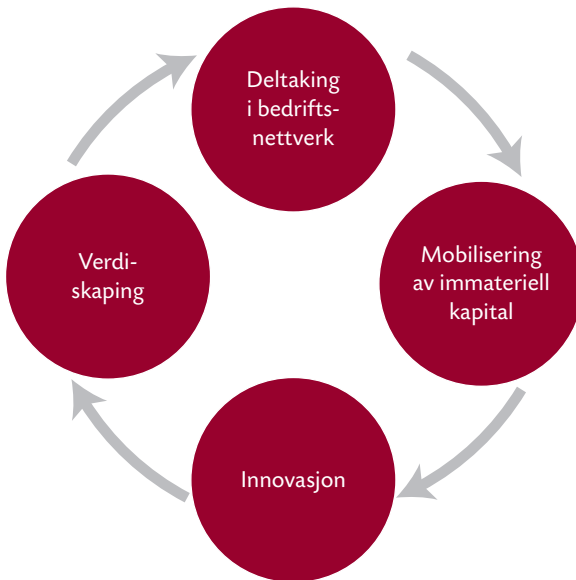 Deltaking
i bedrifts-
nettverk
Mobilisering
av immateriell
kapital
Innovasjon
Verdi-
skaping